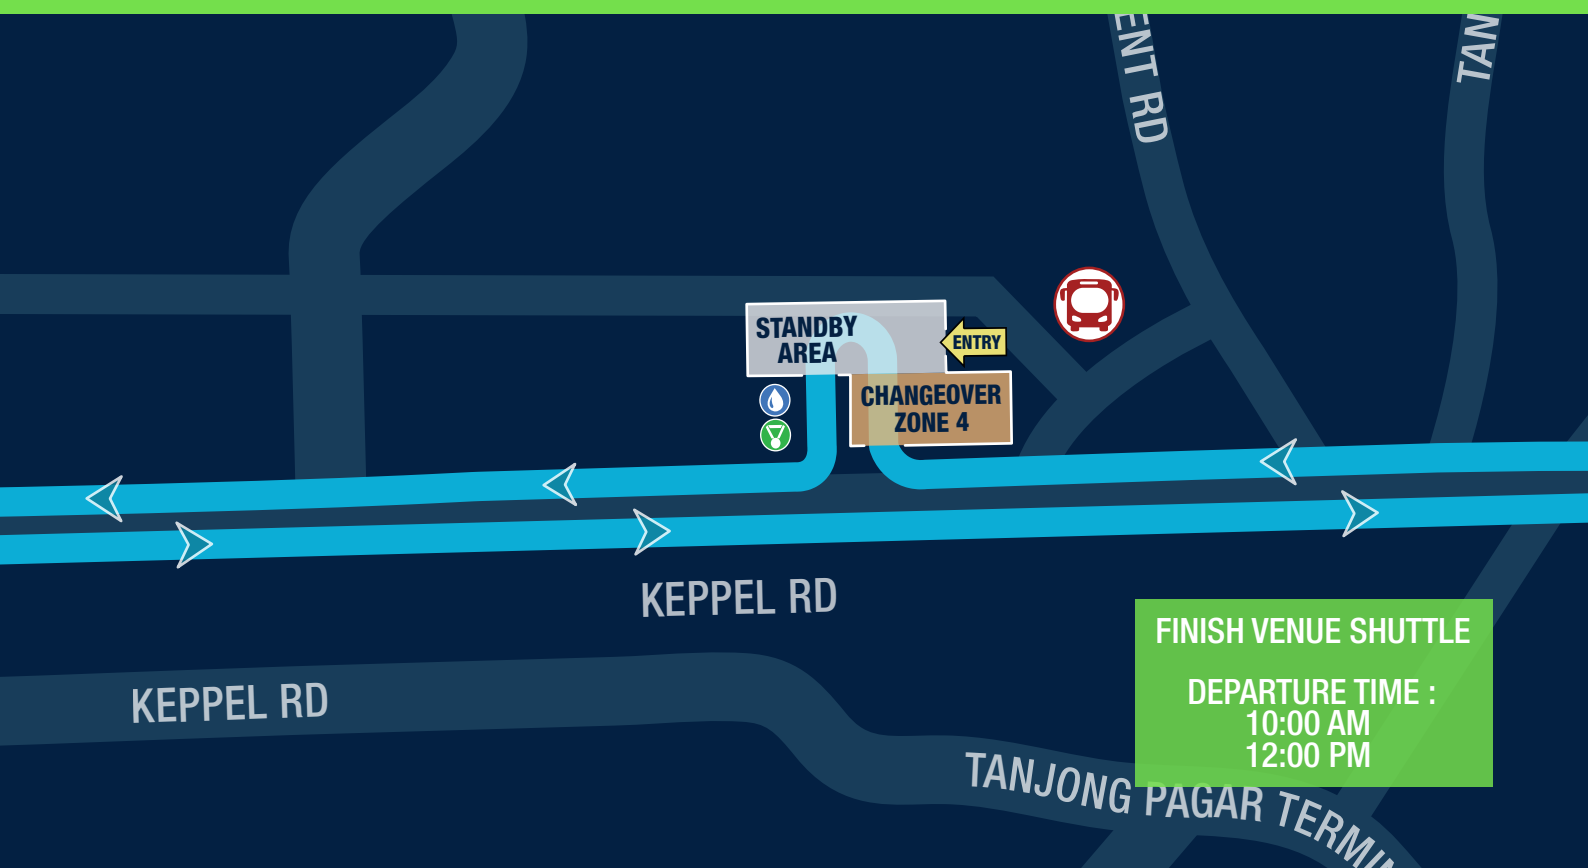 ENT RD
TAN
STANDBY
AREA
ENTRY
CHANGEOVER
ZONE 4
KEPPEL RD
FINISH VENUE SHUTTLE
DEPARTURE TIME :
10:00 AM
12:00 PM
KEPPEL RD
TANJONG PAGAR TERMIN